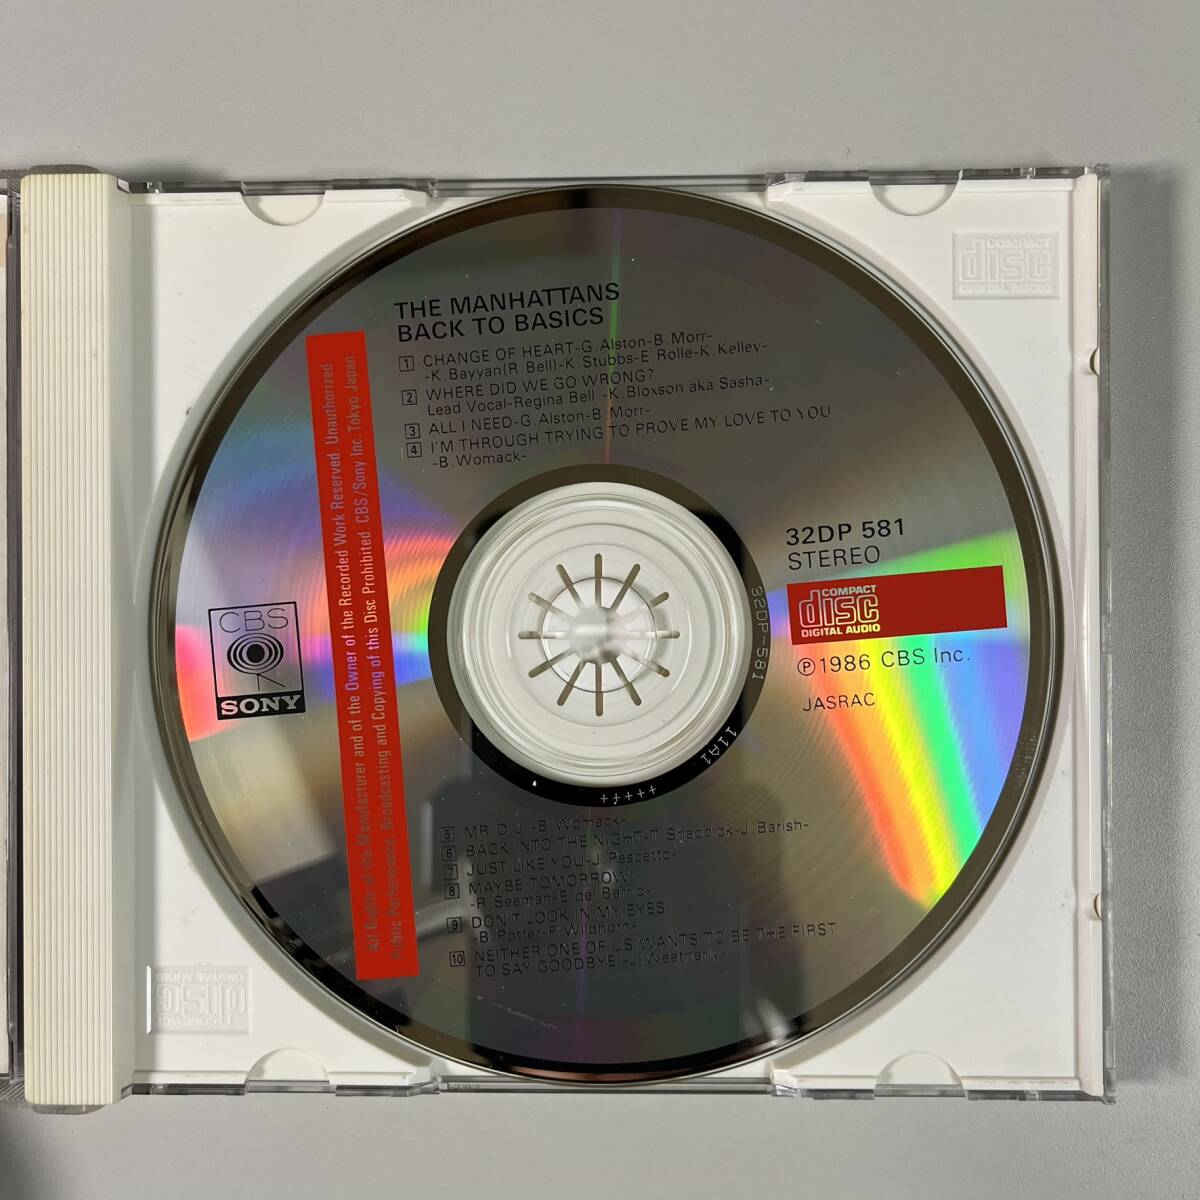 THE MANHATTANS
BACK TO BASICS
1 CHANGE OF HEART-G. Alston-B. Morr-
-K. Bayyan(R. Bell)-K Stubbs-E. Rolle-K. Kelley-
2 WHERE DID WE GO WRONG?
Lead Vocal-Regina Bell -K. Bloxson aka Sasha-
3 ALL I NEED-G. Alston-B. Morr-
4 I'M THROUGH TRYING TO PROVE MY LOVE TO YOU
-B. Womack-
All Rights of the Manufacturer and of the Owner of the Recorded Work Reserved Unauthorized
Public Performance. Broadcasting and Copying of this Disc Prohibited CBS/Sony Inc. Tokyo Japan.
CBS
SONY
32DP 581
STEREO
COMPACT
disc
DIGITAL AUDIO
℗1986 CBS Inc.
JASRAC
32DP-581 11A1 +++++
5 MR D. J. -B. Womack-
6 BACK INTO THE NIGHT-T Shaddick-J. Barish-
7 JUST LIKE YOU-J. Pescetto-
8 MAYBE TOMORROW
-R Seeman-E del Barrio-
9 DON'T LOOK IN MY EYES
-B. Potter-F. Wildhorn-
10 NEITHER ONE OF US WANTS TO BE THE FIRST
TO SAY GOODBYE!-J. Weatherly-
COMPACT
disc
DIGITAL AUDIO
COMPACT
disc
DIGITAL AUDIO